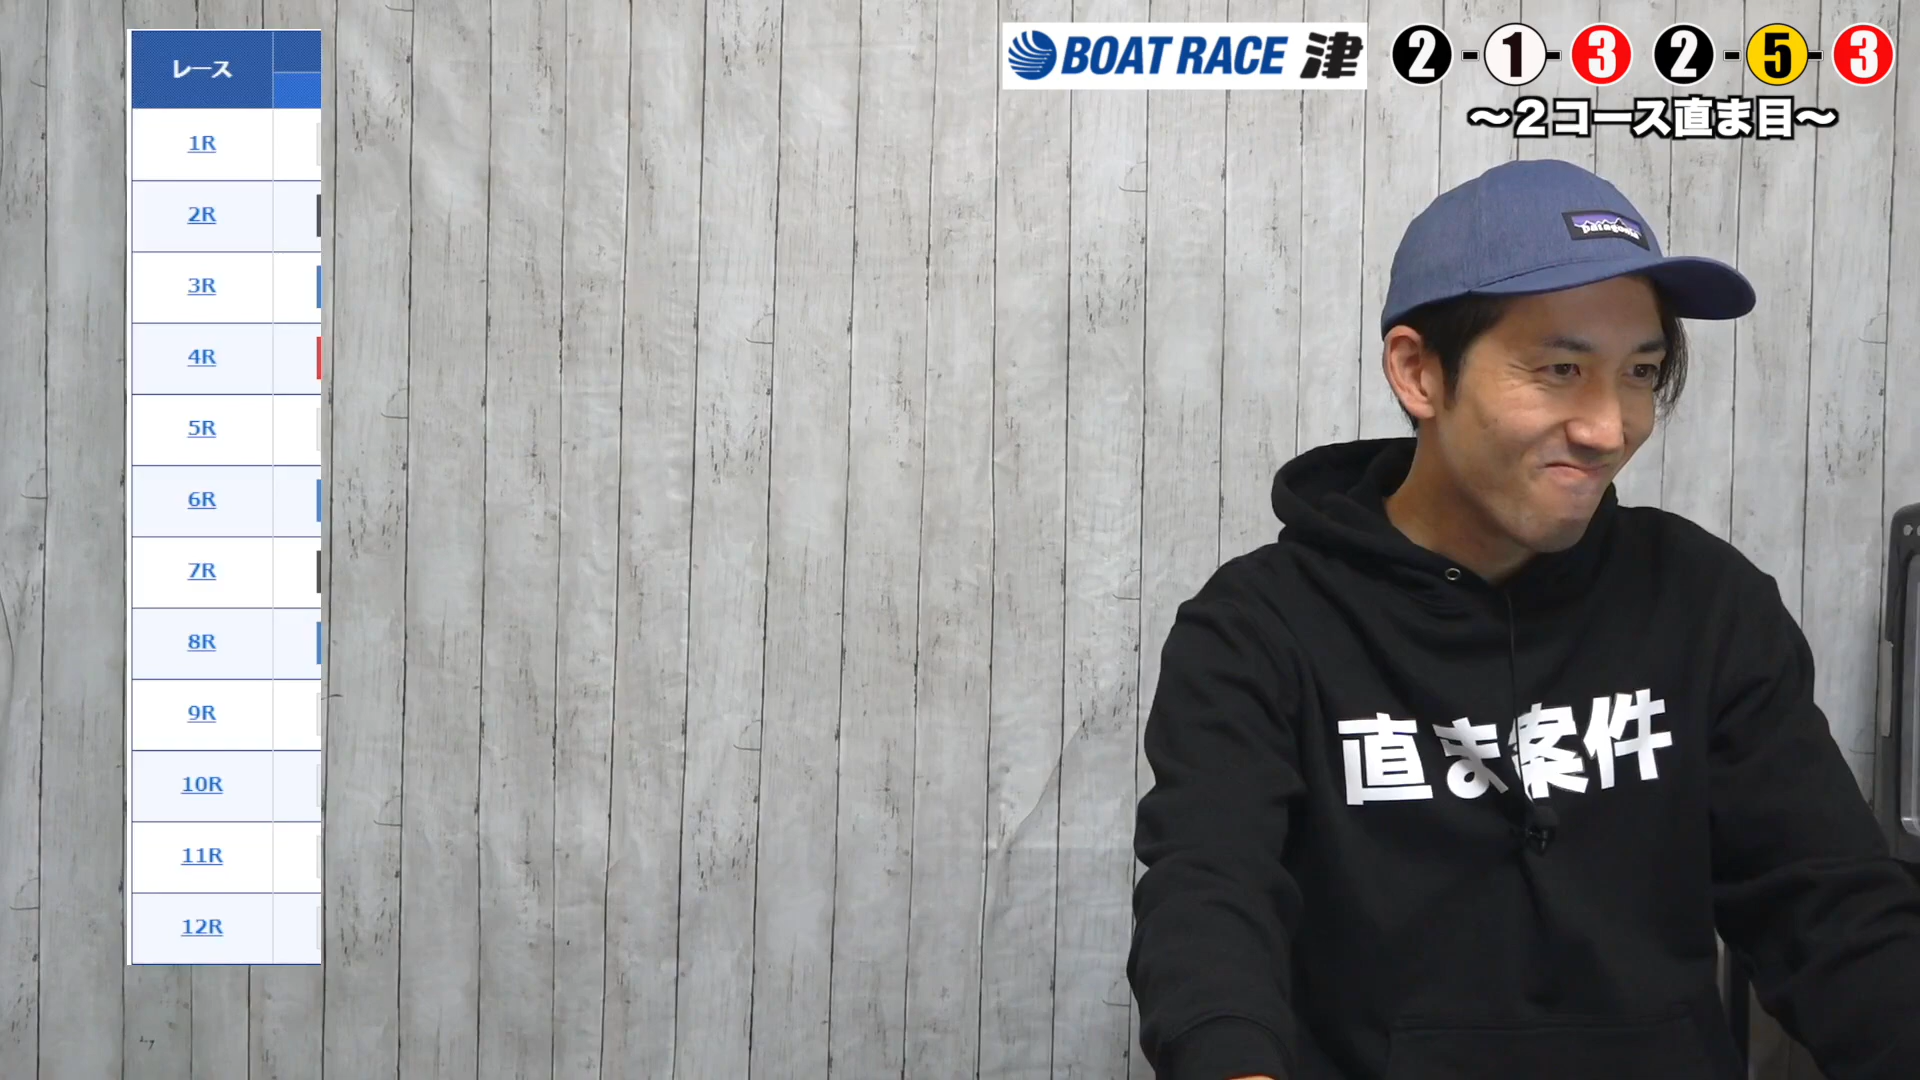 レース
1R
2R
3R
4R
5R
6R
7R
8R
9R
10R
11R
12R
BOAT RACE 津
2-1-3 2-5-3
〜2コース直ま目〜
patagonia
直ま案件